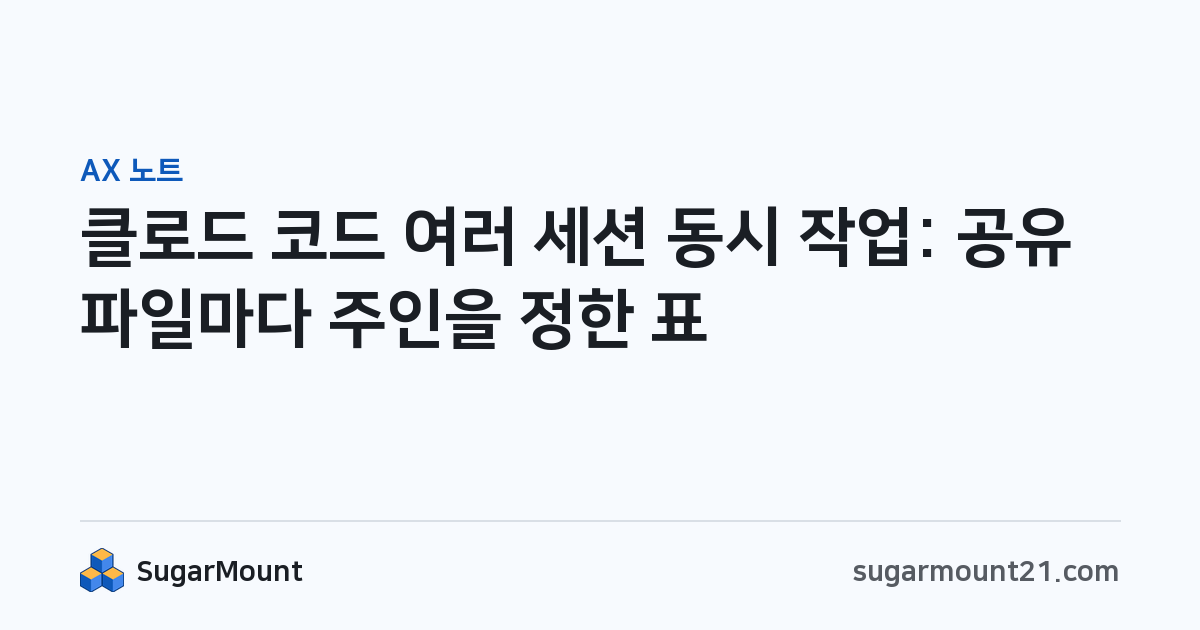 AX 노트
클로드 코드 여러 세션 동시 작업: 공유
파일마다 주인을 정한 표
SugarMount
sugarmount21.com